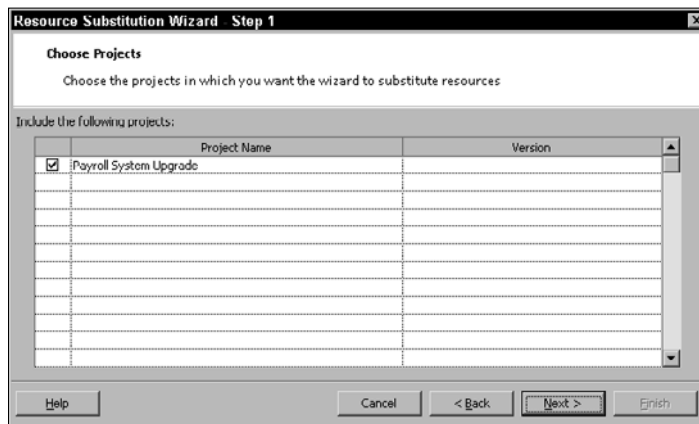 Resource Substitution Wizard - Step 1
Choose Projects
Choose the projects in which you want the wizard to substitute resources
Include the following projects:
Project Name Version
Payroll System Upgrade
Help Cancel < Back Next > Finish